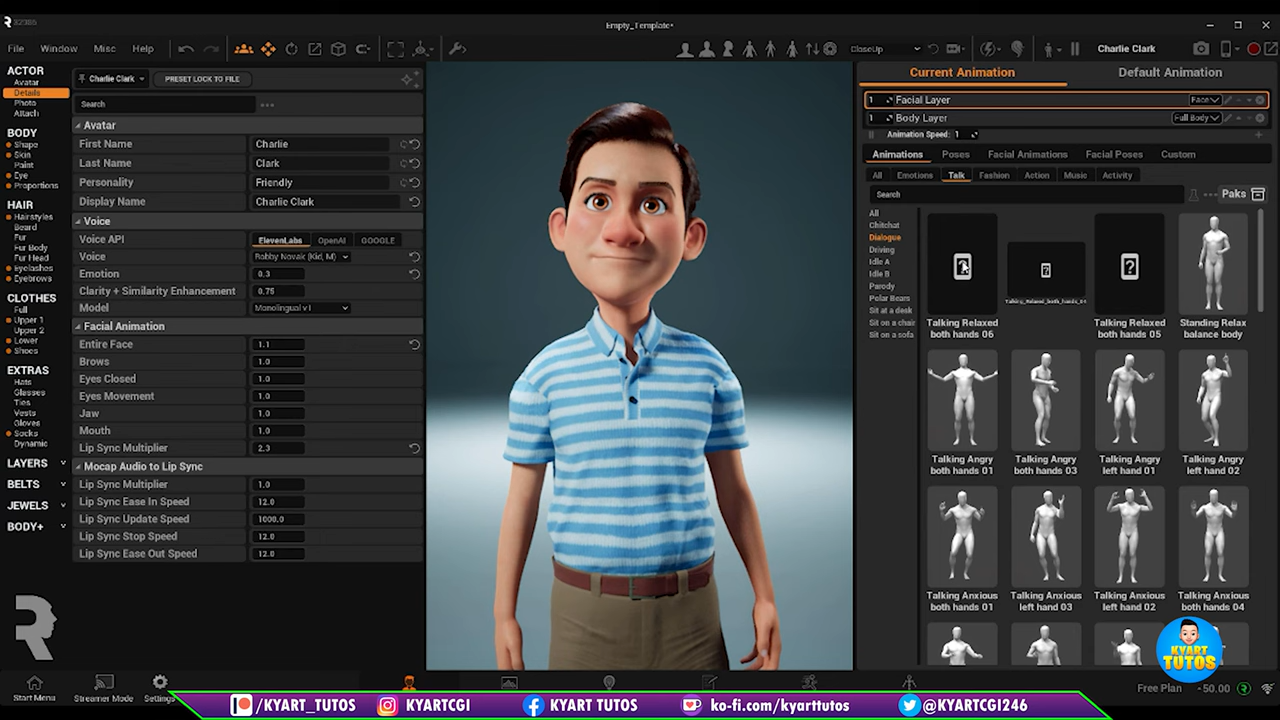 R2986
Empty_Template*
File Window Misc Help
CloseUp
Charlie Clark
ACTOR
Avatar
Details
Photo
Attach
BODY
Shape
Skin
Paint
Eye
Proportions
HAIR
Hairstyles
Beard
Fur
Fur Body
Fur Head
Eyelashes
Eyebrows
CLOTHES
Full
Upper 1
Upper 2
Lower
Shoes
EXTRAS
Hats
Glasses
Ties
Vests
Gloves
Socks
Dynamic
LAYERS
BELTS
JEWELS
BODY+
Charlie Clark PRESET LOCK TO FILE
Search
Avatar
First Name Charlie
Last Name Clark
Personality Friendly
Display Name Charlie Clark
Voice
Voice API ElevenLabs OpenAI GOOGLE
Voice Robby Novak (Kid, M)
Emotion 0.3
Clarity + Similarity Enhancement 0.75
Model Monolingual v1
Facial Animation
Entire Face 1.1
Brows 1.0
Eyes Closed 1.0
Eyes Movement 1.0
Jaw 1.0
Mouth 1.0
Lip Sync Multiplier 2.3
Mocap Audio to Lip Sync
Lip Sync Multiplier 1.0
Lip Sync Ease In Speed 12.0
Lip Sync Update Speed 1000.0
Lip Sync Stop Speed 12.0
Lip Sync Ease Out Speed 12.0
Current Animation Default Animation
1 Facial Layer Face
1 Body Layer Full Body
Animation Speed: 1
Animations Poses Facial Animations Facial Poses Custom
All Emotions Talk Fashion Action Music Activity
Search
Paks
All
Chitchat
Dialogue
Driving
Idle A
Idle B
Parody
Polar Bears
Sit at a desk
Sit on a chair
Sit on a sofa
Talking_Relaxed_both_hands_04
Talking Relaxed both hands 06
Talking Relaxed both hands 05
Standing Relax balance body
Talking Angry both hands 01
Talking Angry both hands 03
Talking Angry left hand 01
Talking Angry left hand 02
Talking Anxious both hands 01
Talking Anxious left hand 03
Talking Anxious left hand 02
Talking Anxious both hands 04
KYART
TUTOS
Start Menu
Streamer Mode
Settings
Free Plan -50.00
/KYART_TUTOS KYARTCGI KYART TUTOS ko-fi.com/kyarttutos @KYARTCGI246